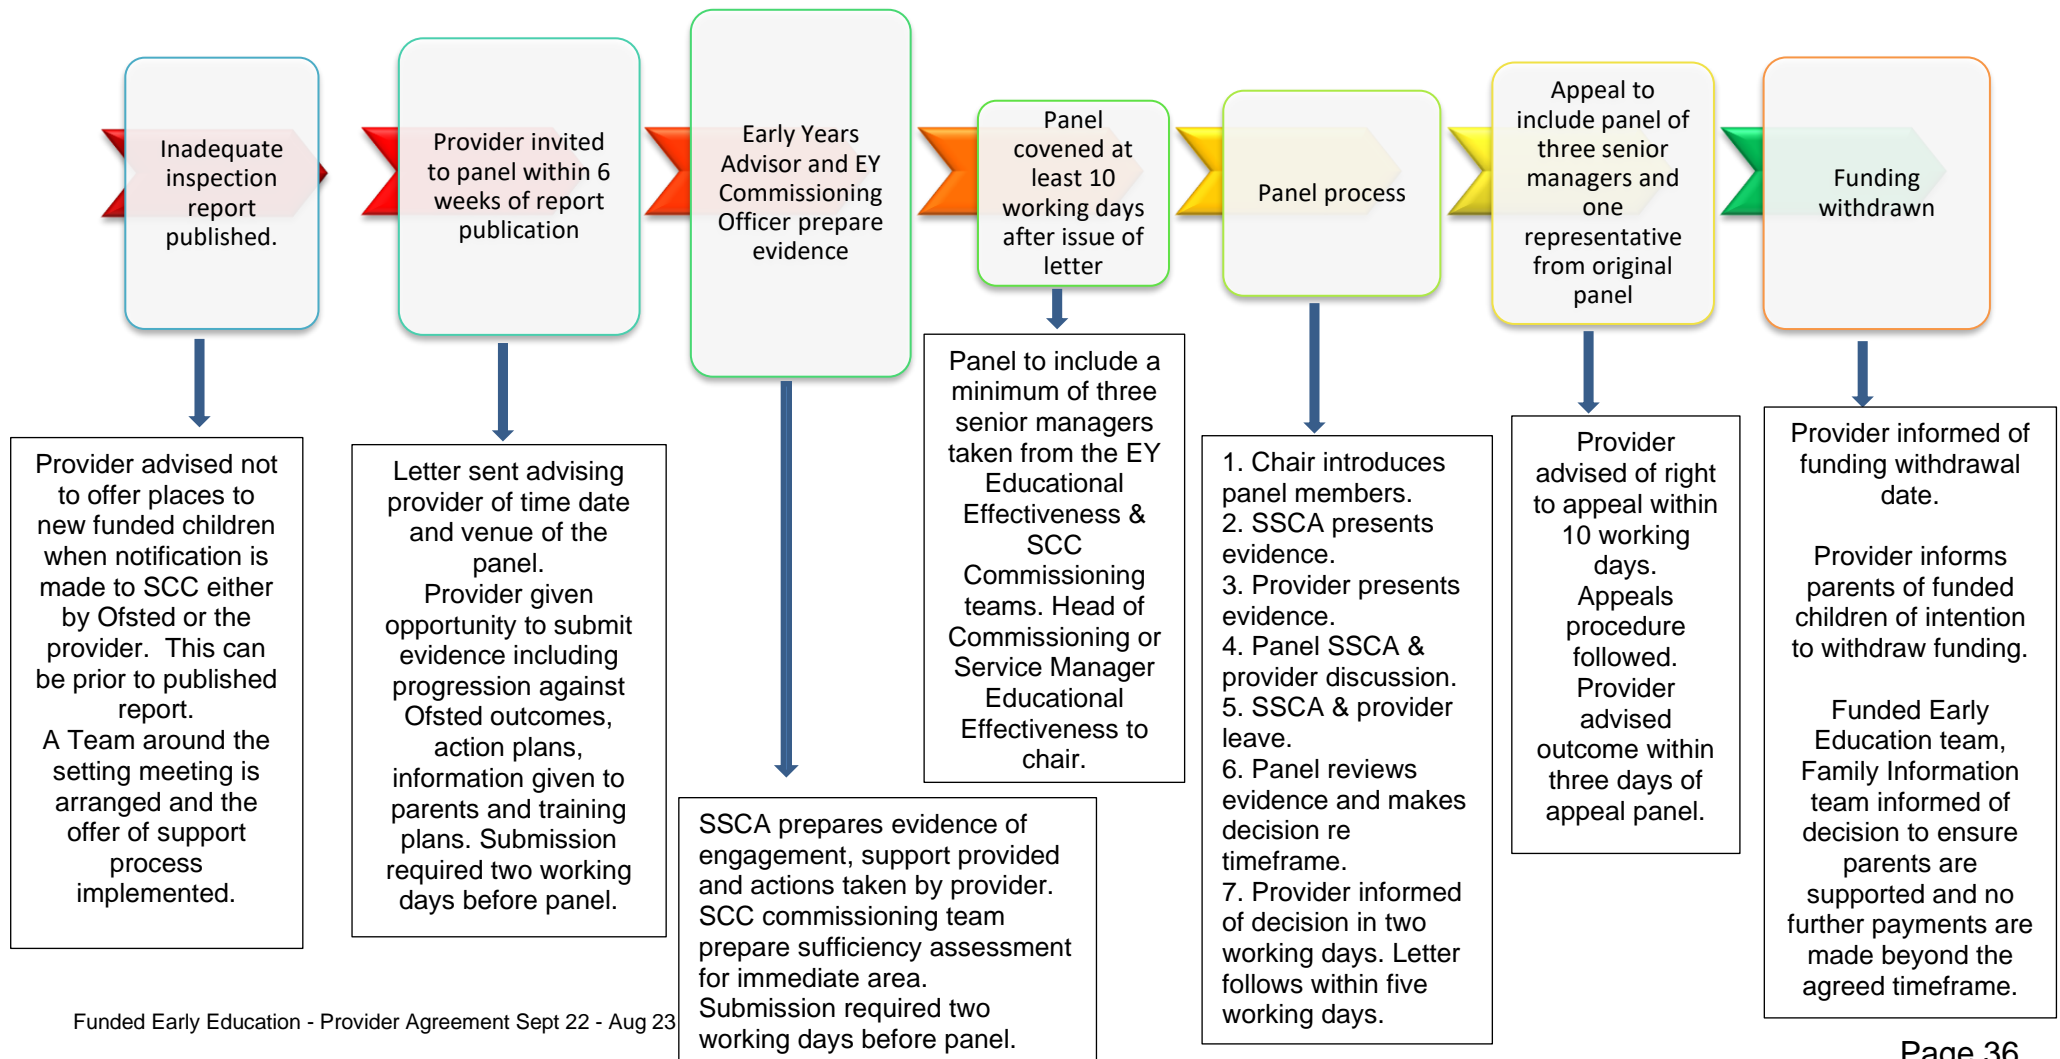 Inadequate
inspection
report
published.
Provider invited
to panel within 6
weeks of report
publication
Early Years
Advisor and EY
Commissioning
Officer prepare
evidence
Panel
covened at
least 10
working days
after issue of
letter
Panel process
Appeal to
include panel of
three senior
managers and
one
representative
from original
panel
Funding
withdrawn
Provider advised not
to offer places to
new funded children
when notification is
made to SCC either
by Ofsted or the
provider.  This can
be prior to published
report.
A Team around the
setting meeting is
arranged and the
offer of support
process
implemented.
Letter sent advising
provider of time date
and venue of the
panel.
Provider given
opportunity to submit
evidence including
progression against
Ofsted outcomes,
action plans,
information given to
parents and training
plans. Submission
required two working
days before panel.
SSCA prepares evidence of
engagement, support provided
and actions taken by provider.
SCC commissioning team
prepare sufficiency assessment
for immediate area.
Submission required two
working days before panel.
Panel to include a
minimum of three
senior managers
taken from the EY
Educational
Effectiveness &
SCC
Commissioning
teams. Head of
Commissioning or
Service Manager
Educational
Effectiveness to
chair.
1. Chair introduces
panel members.
2. SSCA presents
evidence.
3. Provider presents
evidence.
4. Panel SSCA &
provider discussion.
5. SSCA & provider
leave.
6. Panel reviews
evidence and makes
decision re
timeframe.
7. Provider informed
of decision in two
working days. Letter
follows within five
working days.
Provider
advised of right
to appeal within
10 working
days.
Appeals
procedure
followed.
Provider
advised
outcome within
three days of
appeal panel.
Provider informed of
funding withdrawal
date.
Provider informs
parents of funded
children of intention
to withdraw funding.
Funded Early
Education team,
Family Information
team informed of
decision to ensure
parents are
supported and no
further payments are
made beyond the
agreed timeframe.
Funded Early Education - Provider Agreement Sept 22 - Aug 23
Page 36